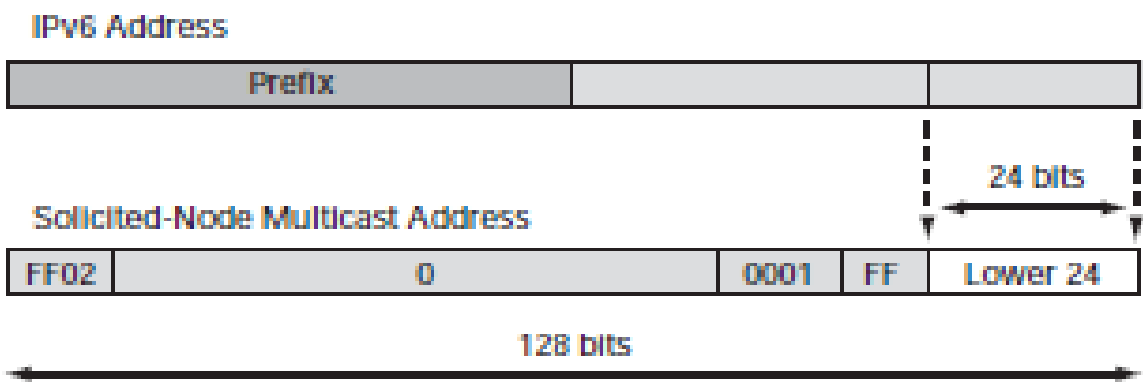 IPv6 Address
Prefix
24 bits
Solicited-Node Multicast Address
FF02 0 0001 FF Lower 24
128 bits